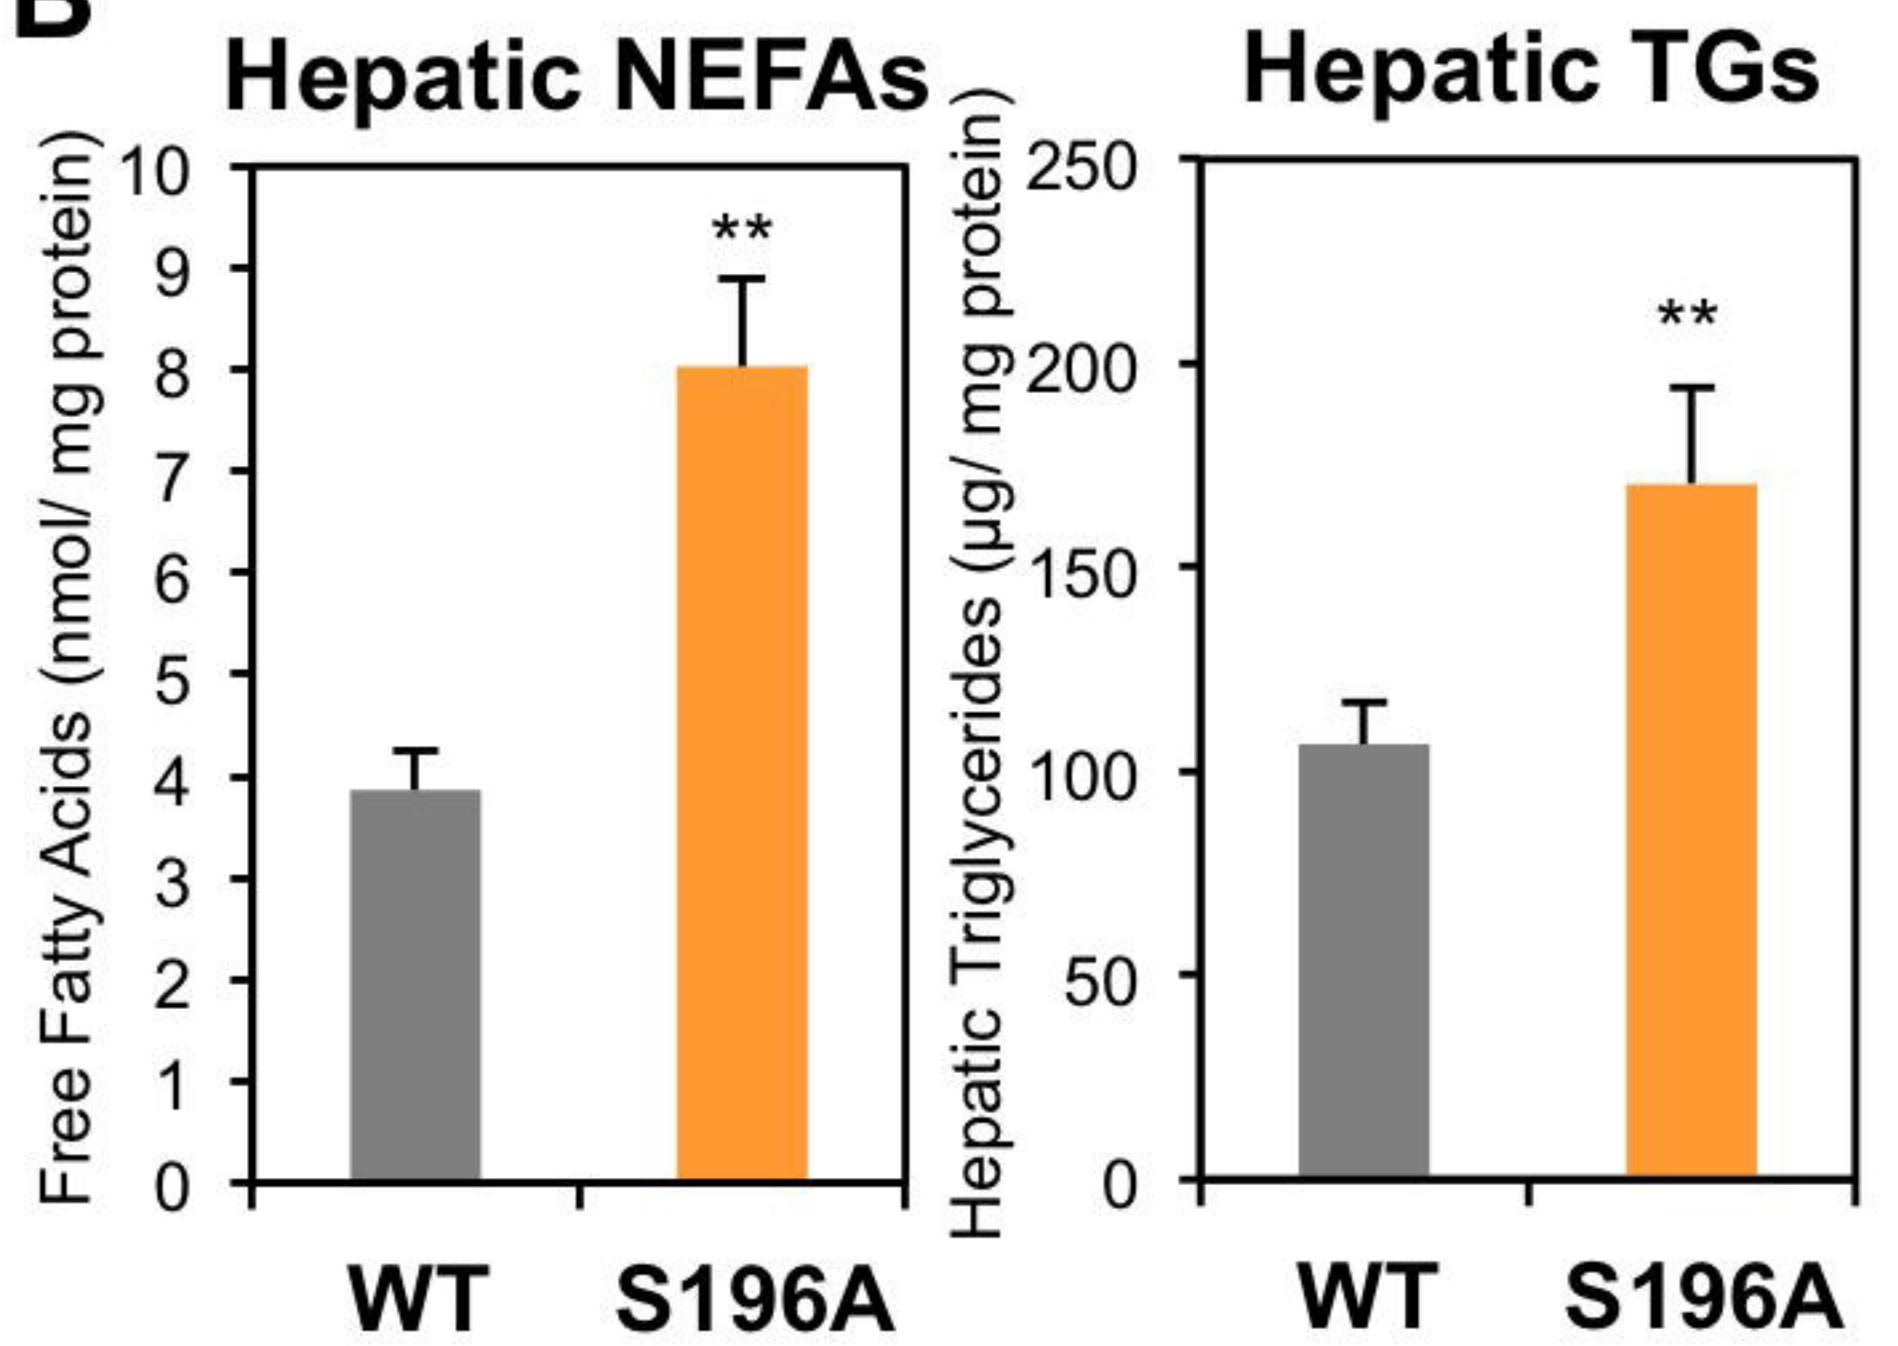 B
Hepatic NEFAs
Free Fatty Acids (nmol/ mg protein)
10
9
8
7
6
5
4
3
2
1
0
**
WT S196A
Hepatic TGs
Hepatic Triglycerides (µg/ mg protein)
250
200
150
100
50
0
**
WT S196A